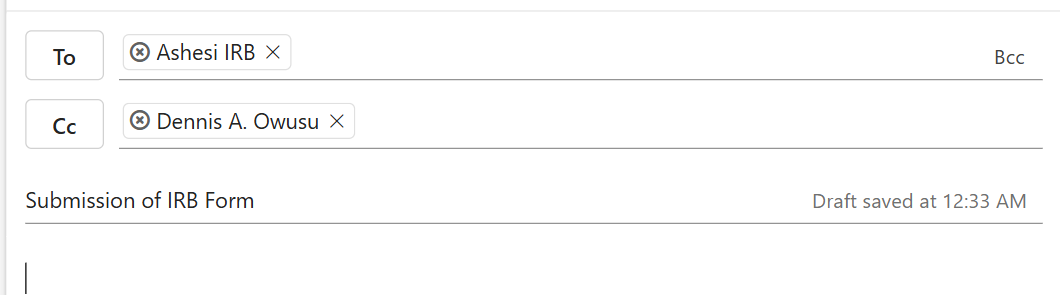 To Ashesi IRB Bcc
Cc Dennis A. Owusu
Submission of IRB Form Draft saved at 12:33 AM